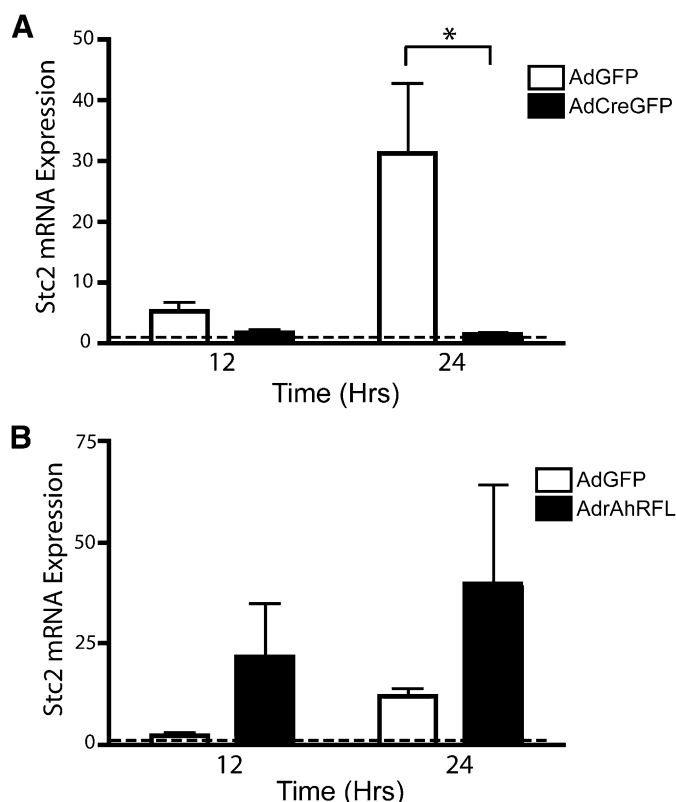 A
50
40
30
20
10
0
Stc2 mRNA Expression
*
AdGFP
AdCreGFP
12
24
Time (Hrs)
B
75
50
25
0
Stc2 mRNA Expression
AdGFP
AdrAhRFL
12
24
Time (Hrs)